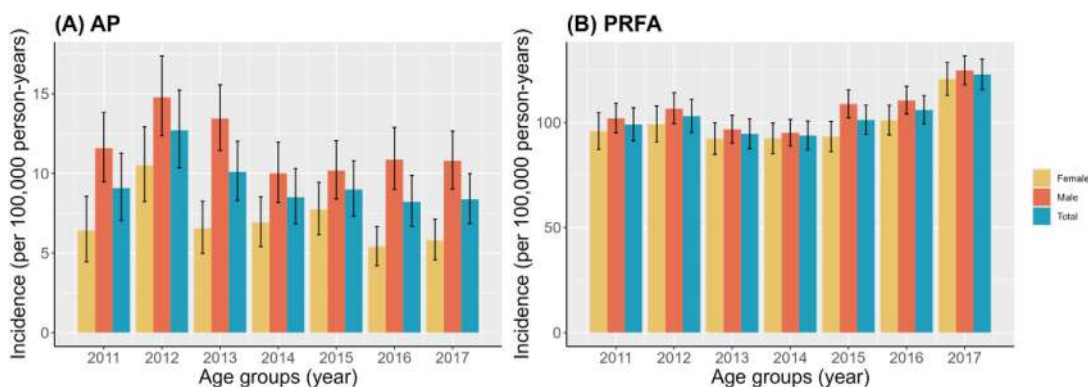 (A) AP
Incidence (per 100,000 person-years)
15
10
5
0
2011 2012 2013 2014 2015 2016 2017
Age groups (year)
(B) PRFA
Incidence (per 100,000 person-years)
100
50
0
2011 2012 2013 2014 2015 2016 2017
Age groups (year)
Female
Male
Total